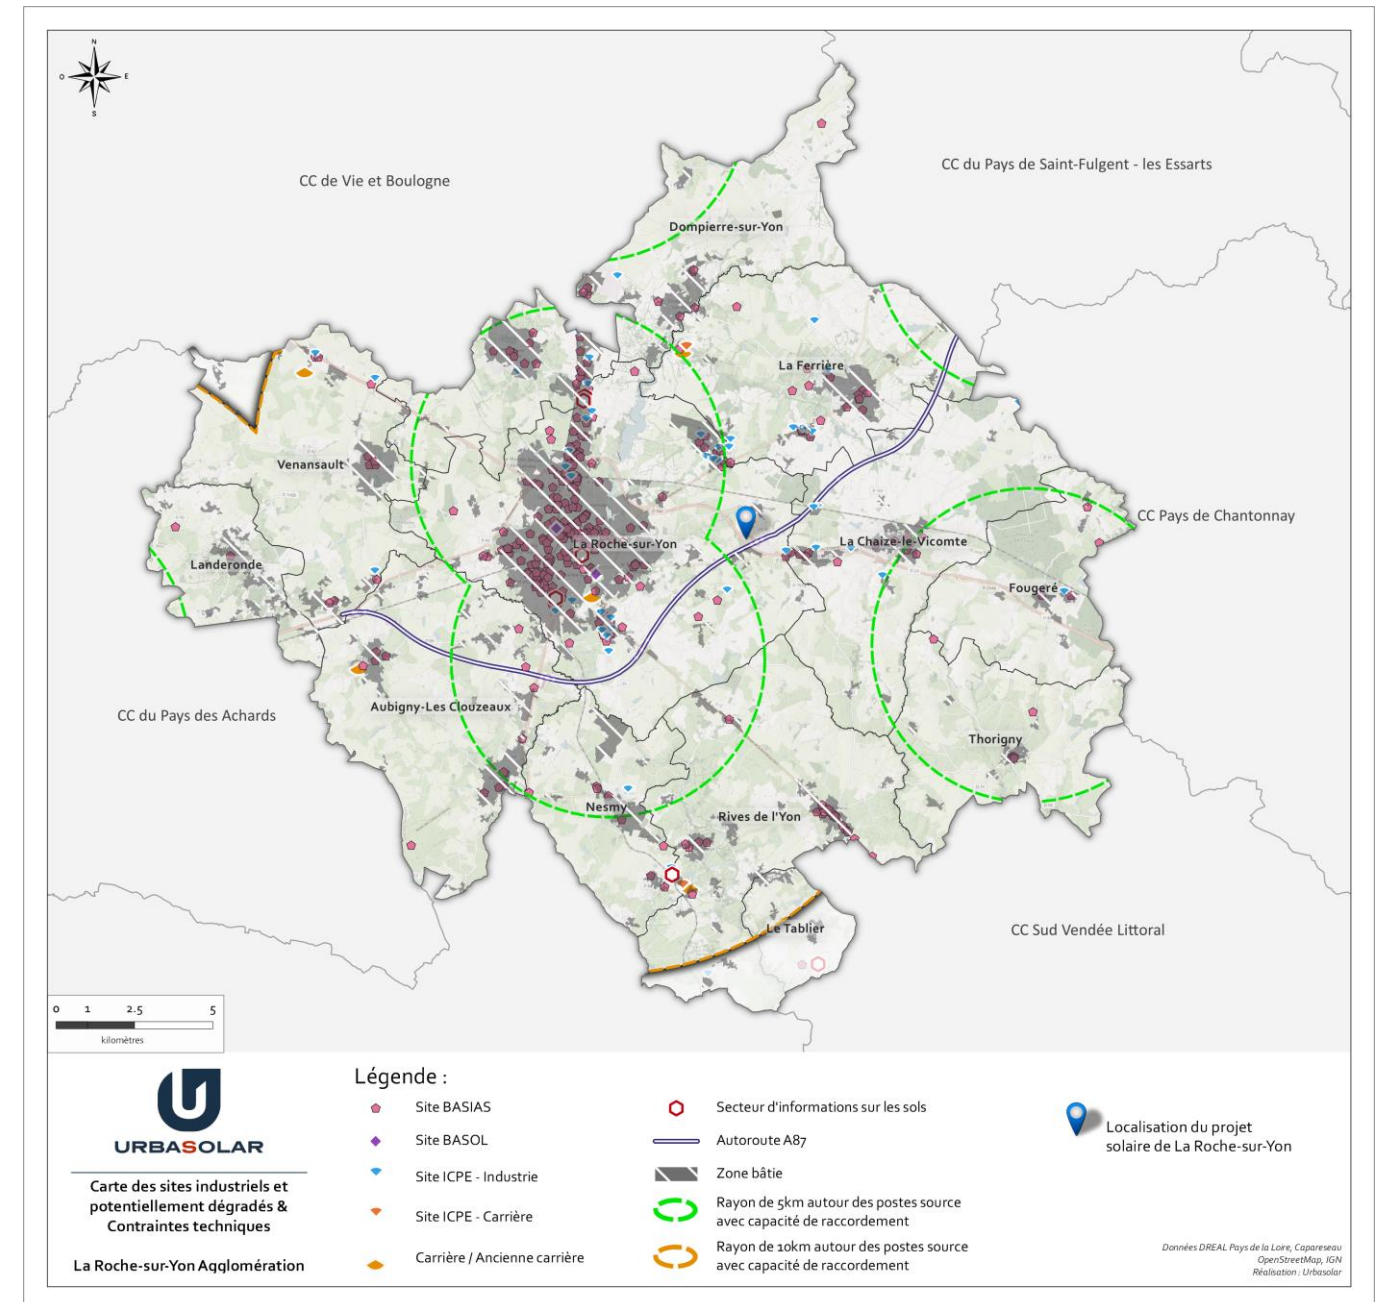 N
O
E
S
CC de Vie et Boulogne
CC du Pays de Saint-Fulgent - les Essarts
Dompierre-sur-Yon
La Ferrière
Venansault
CC Pays de Chantonnay
La Roche-sur-Yon
La Chaize-le-Vicomte
Landeronde
Fougeré
Aubigny-Les Clouzeaux
CC du Pays des Achards
Thorigny
Nesmy
Rives de l'Yon
Le Tablier
CC Sud Vendée Littoral
0 1 2.5 5
kilomètres
URBASOLAR
Carte des sites industriels et
potentiellement dégradés &
Contraintes techniques
La Roche-sur-Yon Agglomération
Légende :
Site BASIAS
Site BASOL
Site ICPE - Industrie
Site ICPE - Carrière
Carrière / Ancienne carrière
Secteur d'informations sur les sols
Autoroute A87
Zone bâtie
Rayon de 5km autour des postes source
avec capacité de raccordement
Rayon de 10km autour des postes source
avec capacité de raccordement
Localisation du projet
solaire de La Roche-sur-Yon
Données DREAL Pays de la Loire, Capareseau
OpenStreetMap, IGN
Réalisation : Urbasolar